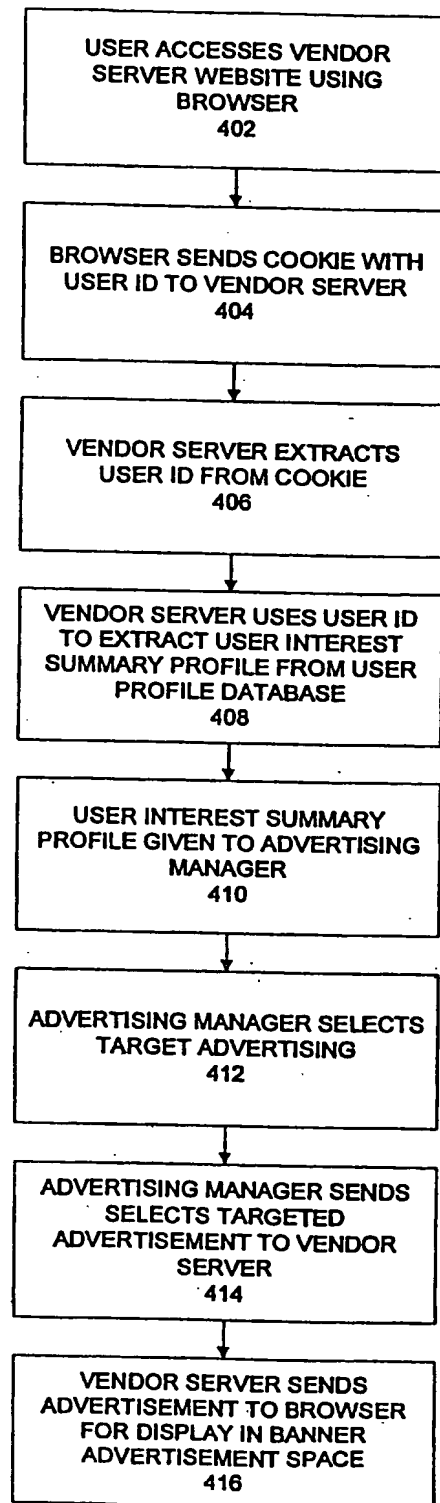 USER ACCESSES VENDOR
SERVER WEBSITE USING
BROWSER
402
BROWSER SENDS COOKIE WITH
USER ID TO VENDOR SERVER
404
VENDOR SERVER EXTRACTS
USER ID FROM COOKIE
406
VENDOR SERVER USES USER ID
TO EXTRACT USER INTEREST
SUMMARY PROFILE FROM USER
PROFILE DATABASE
408
USER INTEREST SUMMARY
PROFILE GIVEN TO ADVERTISING
MANAGER
410
ADVERTISING MANAGER SELECTS
TARGET ADVERTISING
412
ADVERTISING MANAGER SENDS
SELECTS TARGETED
ADVERTISEMENT TO VENDOR
SERVER
414
VENDOR SERVER SENDS
ADVERTISEMENT TO BROWSER
FOR DISPLAY IN BANNER
ADVERTISEMENT SPACE
416